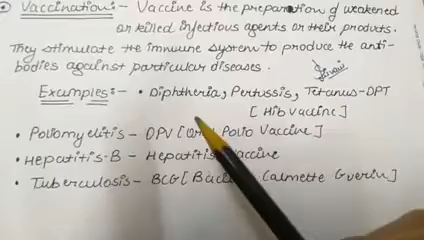 Vaccination:- Vaccine is the preparation of weakened
or killed infectious agents or their products.
They stimulate the immune system to produce the anti-
bodies against particular diseases.
Examples:- • Diphtheria, Pertussis, Tetanus-DPT
[Hib Vaccine]
• Poliomyelitis - OPV [Oral Polio Vaccine]
• Hepatitis-B - Hepatitis Vaccine
• Tuberculosis - BCG [ Calmette Guerin]